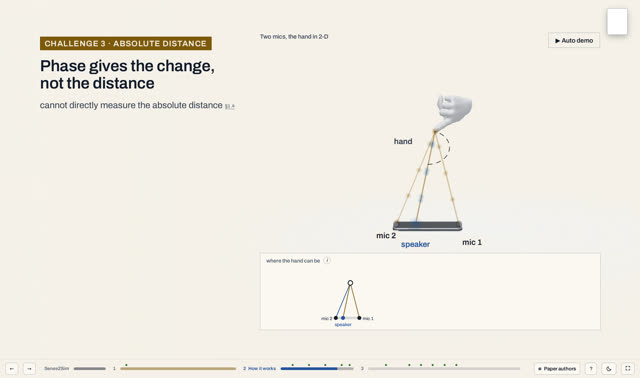 CHALLENGE 3 · ABSOLUTE DISTANCE
Phase gives the change,
not the distance
cannot directly measure the absolute distance §1.4
Two mics, the hand in 2-D
▶ Auto demo
hand
mic 2
speaker
mic 1
where the hand can be i
mic 2
mic 1
speaker
← → 1 2 How it works 3 Paper authors ?